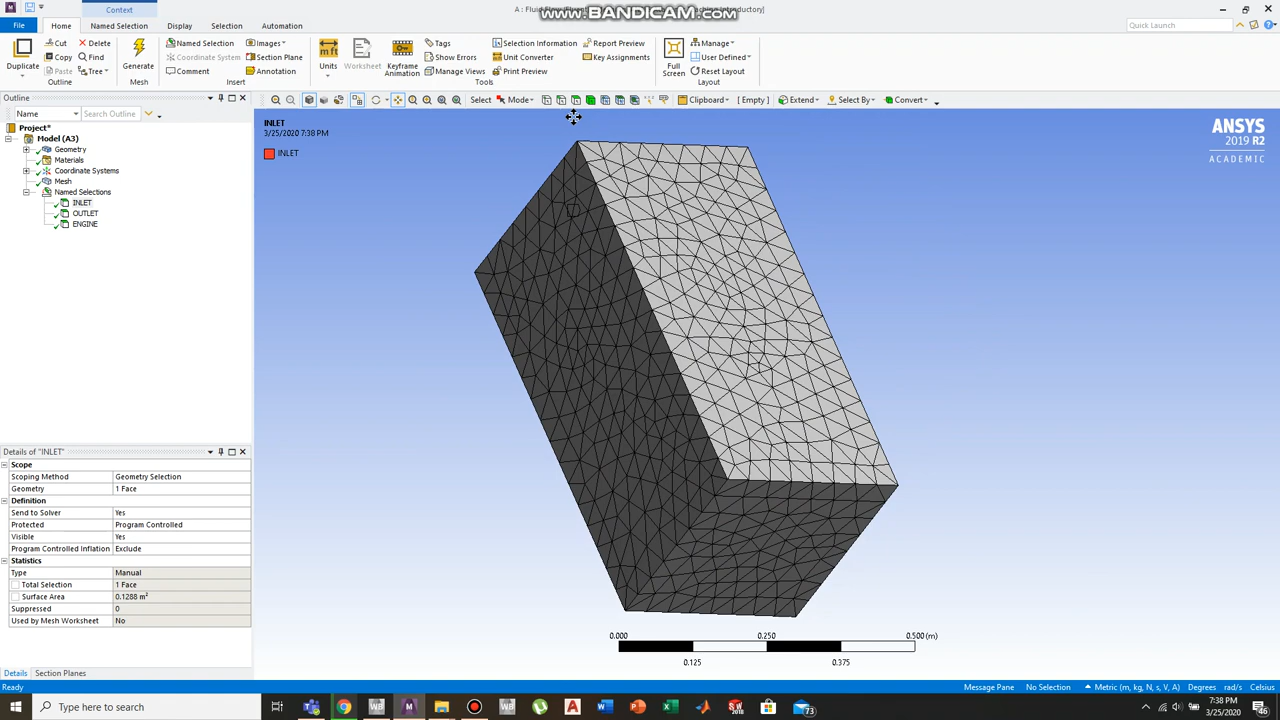 Context
A : Fluid Flow (Fluent
www.BANDICAM.com
ching Introductory]
File
Home
Named Selection
Display
Selection
Automation
Quick Launch
Duplicate
Cut
Copy
Paste
Delete
Find
Tree
Outline
Generate
Mesh
Named Selection
Coordinate System
Comment
Images
Section Plane
Annotation
Insert
Units
Worksheet
Keyframe
Animation
Tags
Show Errors
Manage Views
Selection Information
Unit Converter
Print Preview
Report Preview
Key Assignments
Tools
Full
Screen
Manage
User Defined
Reset Layout
Layout
Outline
Select
Mode
Clipboard
[ Empty ]
Extend
Select By
Convert
Name
Search Outline
Project*
Model (A3)
Geometry
Materials
Coordinate Systems
Mesh
Named Selections
INLET
OUTLET
ENGINE
INLET
3/25/2020 7:38 PM
INLET
ANSYS
2019 R2
ACADEMIC
Details of "INLET"
Scope
Scoping Method Geometry Selection
Geometry 1 Face
Definition
Send to Solver Yes
Protected Program Controlled
Visible Yes
Program Controlled Inflation Exclude
Statistics
Type Manual
Total Selection 1 Face
Surface Area 0.1288 m²
Suppressed 0
Used by Mesh Worksheet No
0.000 0.250 0.500 (m)
0.125 0.375
Details Section Planes
Ready
Message Pane
No Selection
Metric (m, kg, N, s, V, A)
Degrees
rad/s
Celsius
Type here to search
7:38 PM
3/25/2020